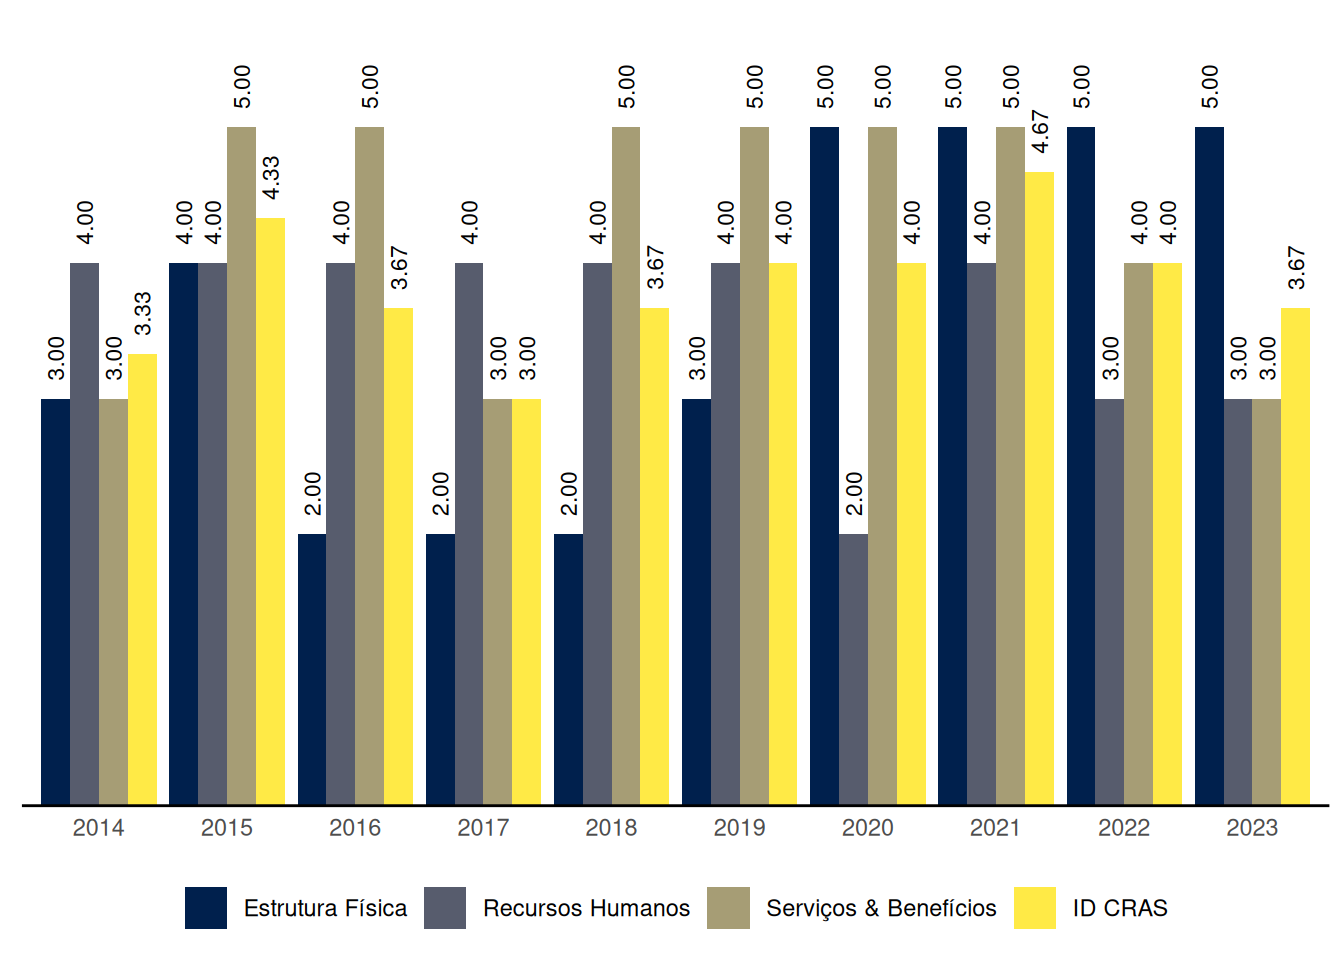 3.00 4.00 3.00 3.33
4.00 4.00 5.00 4.33
2.00 4.00 5.00 3.67
2.00 4.00 3.00 3.00
2.00 4.00 5.00 3.67
3.00 4.00 5.00 4.00
5.00 2.00 5.00 4.00
5.00 4.00 5.00 4.67
5.00 3.00 4.00 4.00
5.00 3.00 3.00 3.67
2014 2015 2016 2017 2018 2019 2020 2021 2022 2023
Estrutura Física Recursos Humanos Serviços & Benefícios ID CRAS